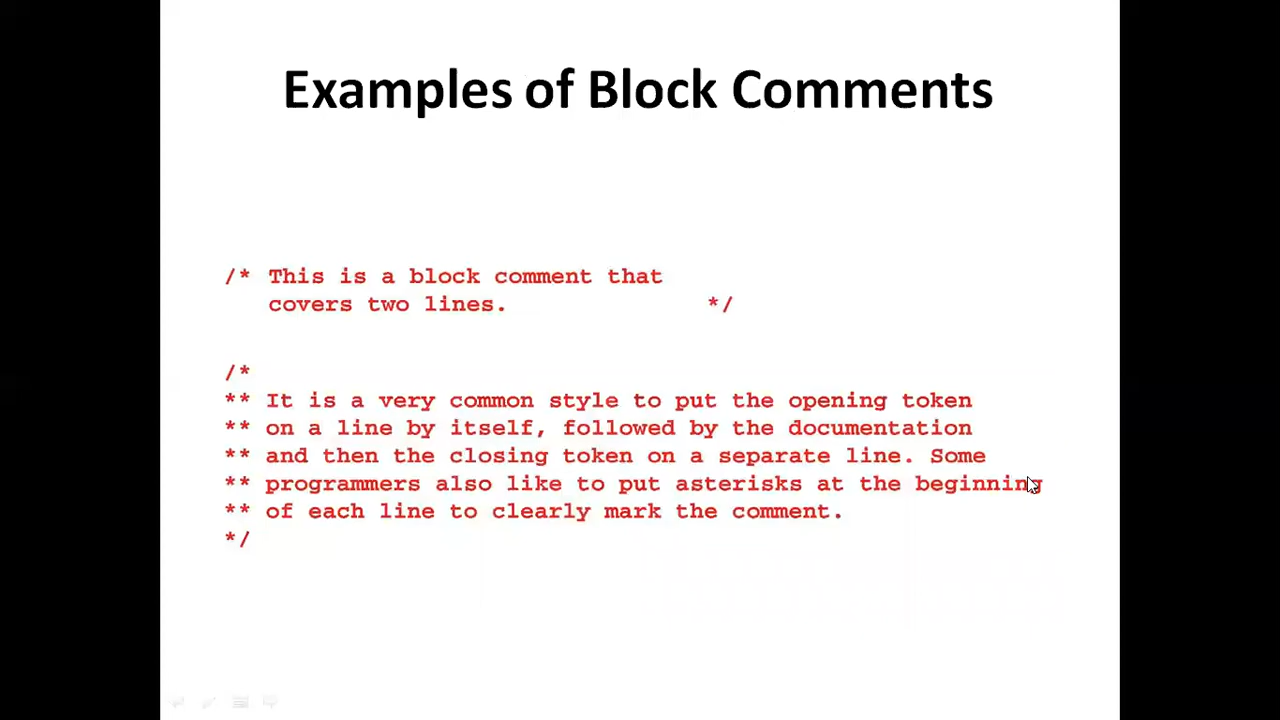 Examples of Block Comments
/* This is a block comment that
covers two lines. */
/*
** It is a very common style to put the opening token
** on a line by itself, followed by the documentation
** and then the closing token on a separate line. Some
** programmers also like to put asterisks at the beginning
** of each line to clearly mark the comment.
*/